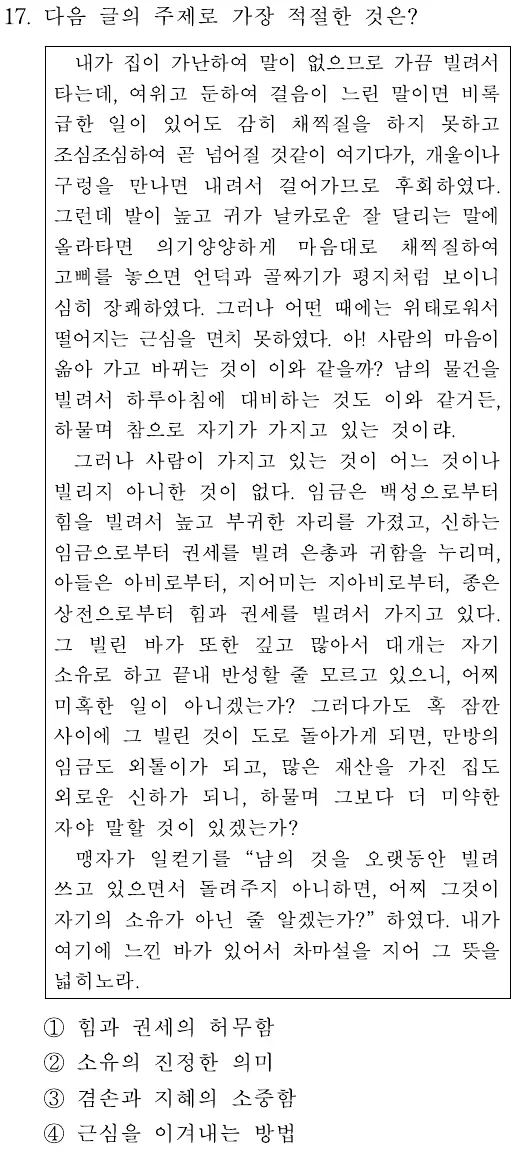 17. 다음 글의 주제로 가장 적절한 것은?
내가 집이 가난하여 말이 없으므로 가끔 빌려서
타는데, 여위고 둔하여 걸음이 느린 말이면 비록
급한 일이 있어도 감히 채찍질을 하지 못하고
조심조심하여 곧 넘어질 것같이 여기다가, 개울이나
구렁을 만나면 내려서 걸어가므로 후회하였다.
그런데 발이 높고 귀가 날카로운 잘 달리는 말에
올라타면 의기양양하게 마음대로 채찍질하여
고삐를 놓으면 언덕과 골짜기가 평지처럼 보이니
심히 장쾌하였다. 그러나 어떤 때에는 위태로워서
떨어지는 근심을 면치 못하였다. 아! 사람의 마음이
옮아 가고 바뀌는 것이 이와 같을까? 남의 물건을
빌려서 하루아침에 대비하는 것도 이와 같거든,
하물며 참으로 자기가 가지고 있는 것이랴.
그러나 사람이 가지고 있는 것이 어느 것이나
빌리지 아니한 것이 없다. 임금은 백성으로부터
힘을 빌려서 높고 부귀한 자리를 가졌고, 신하는
임금으로부터 권세를 빌려 은총과 귀함을 누리며,
아들은 아비로부터, 지어미는 지아비로부터, 종은
상전으로부터 힘과 권세를 빌려서 가지고 있다.
그 빌린 바가 또한 깊고 많아서 대개는 자기
소유로 하고 끝내 반성할 줄 모르고 있으니, 어찌
미혹한 일이 아니겠는가? 그러다가도 혹 잠깐
사이에 그 빌린 것이 도로 돌아가게 되면, 만방의
임금도 외톨이가 되고, 많은 재산을 가진 집도
외로운 신하가 되니, 하물며 그보다 더 미약한
자야 말할 것이 있겠는가?
맹자가 일컫기를 “남의 것을 오랫동안 빌려
쓰고 있으면서 돌려주지 아니하면, 어찌 그것이
자기의 소유가 아닌 줄 알겠는가?” 하였다. 내가
여기에 느낀 바가 있어서 차마설을 지어 그 뜻을
넓히노라.
① 힘과 권세의 허무함
② 소유의 진정한 의미
③ 겸손과 지혜의 소중함
④ 근심을 이겨내는 방법